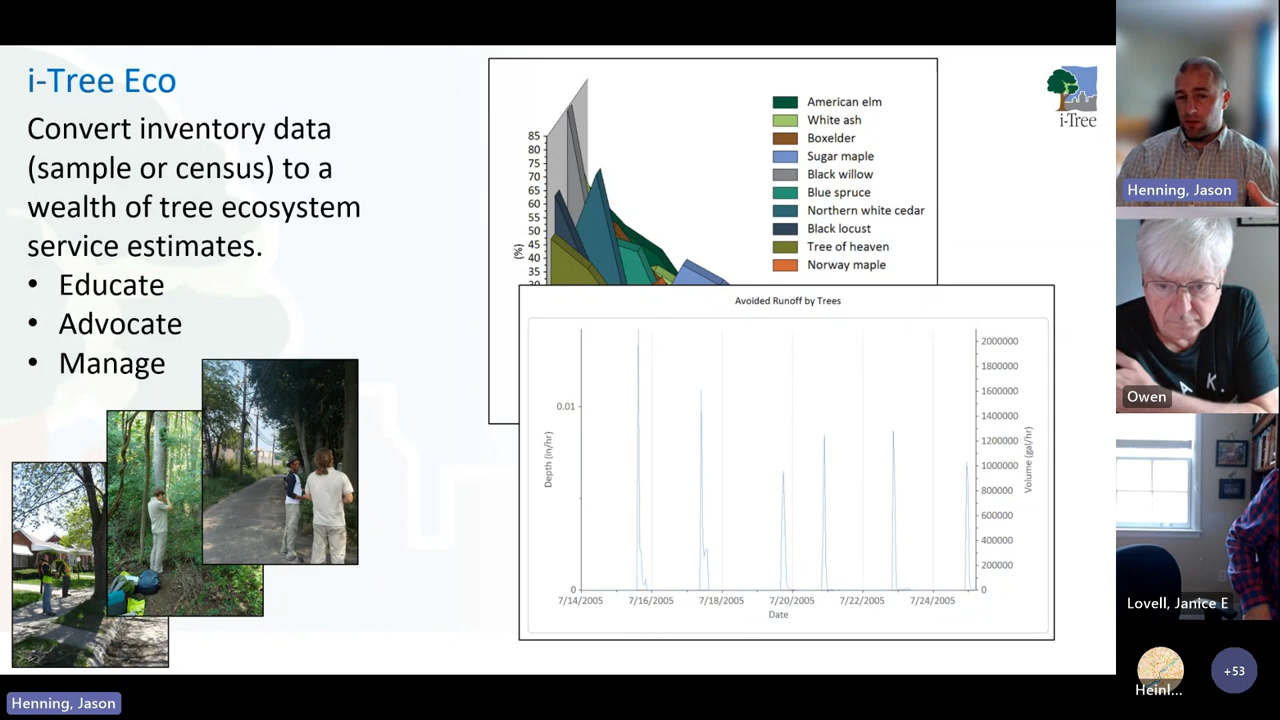 i-Tree Eco
Convert inventory data
(sample or census) to a
wealth of tree ecosystem
service estimates.
• Educate
• Advocate
• Manage
85
80
75
70
65
60
55
50
45
40
35
30
(%)
American elm
White ash
Boxelder
Sugar maple
Black willow
Blue spruce
Northern white cedar
Black locust
Tree of heaven
Norway maple
i-Tree
Avoided Runoff by Trees
0.01
0
Depth (in/hr)
2000000
1800000
1600000
1400000
1200000
1000000
800000
600000
400000
200000
0
Volume (gal/hr)
7/14/2005 7/16/2005 7/18/2005 7/20/2005 7/22/2005 7/24/2005
Date
Henning, Jason
Henning, Jason
A K.
Owen
Lovell, Janice E
Heinl...
+53